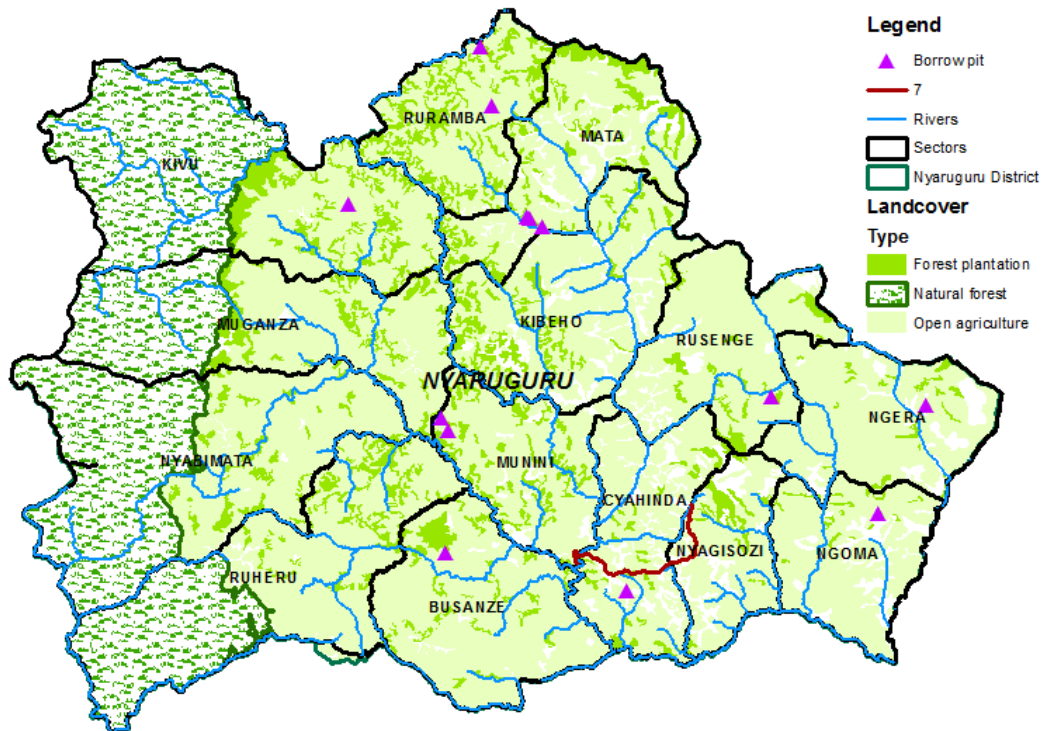 Legend
Borrow pit
7
Rivers
Sectors
Nyaruguru District
Landcover
Type
Forest plantation
Natural forest
Open agriculture
RURAMBA
MATA
KIVU
MUGANZA
KIBEHO
RUSENGE
NYARUGURU
NGERA
NYABIMATA
MUNINI
CYAHINDA
NYAGISOZI
NGOMA
RUHERU
BUSANZE